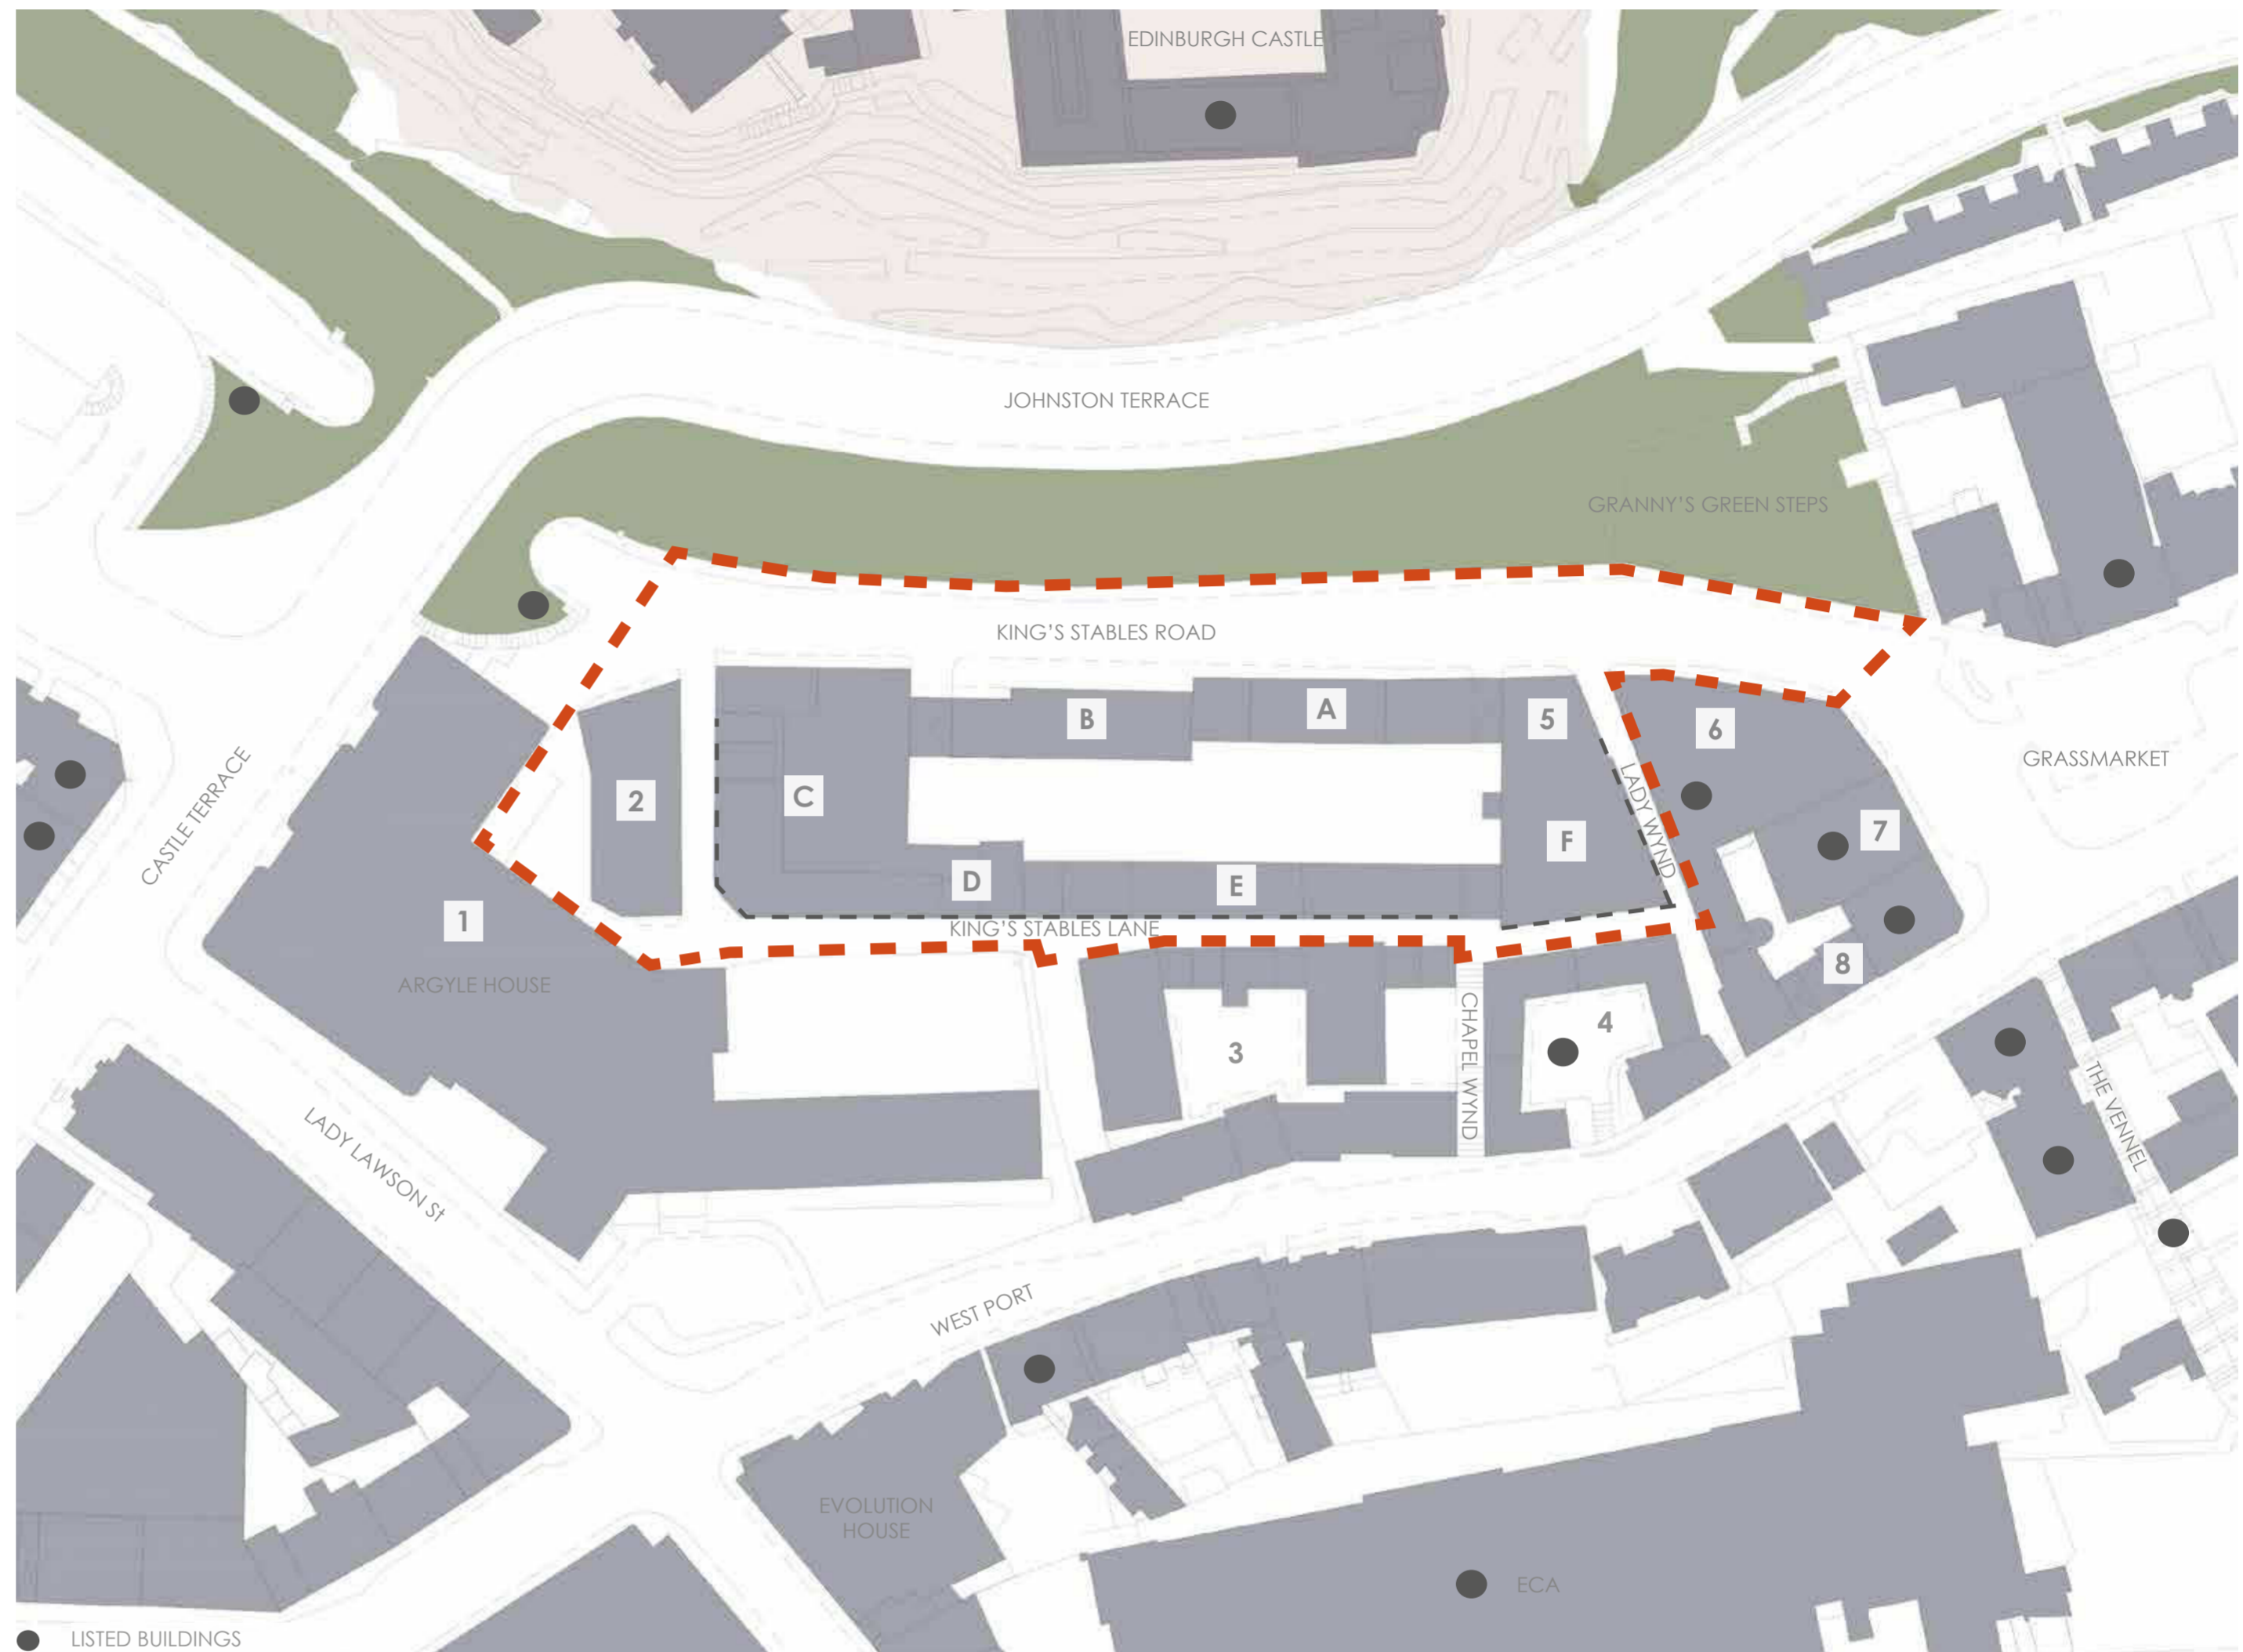 EDINBURGH CASTLE
JOHNSTON TERRACE
GRANNY'S GREEN STEPS
KING'S STABLES ROAD
A
B
5
6
GRASSMARKET
CASTLE TERRACE
2
C
LADY WYND
7
F
D
E
1
KING'S STABLES LANE
8
ARGYLE HOUSE
CHAPEL WYND
4
3
THE VENNEL
LADY LAWSON St
WEST PORT
EVOLUTION
HOUSE
ECA
LISTED BUILDINGS